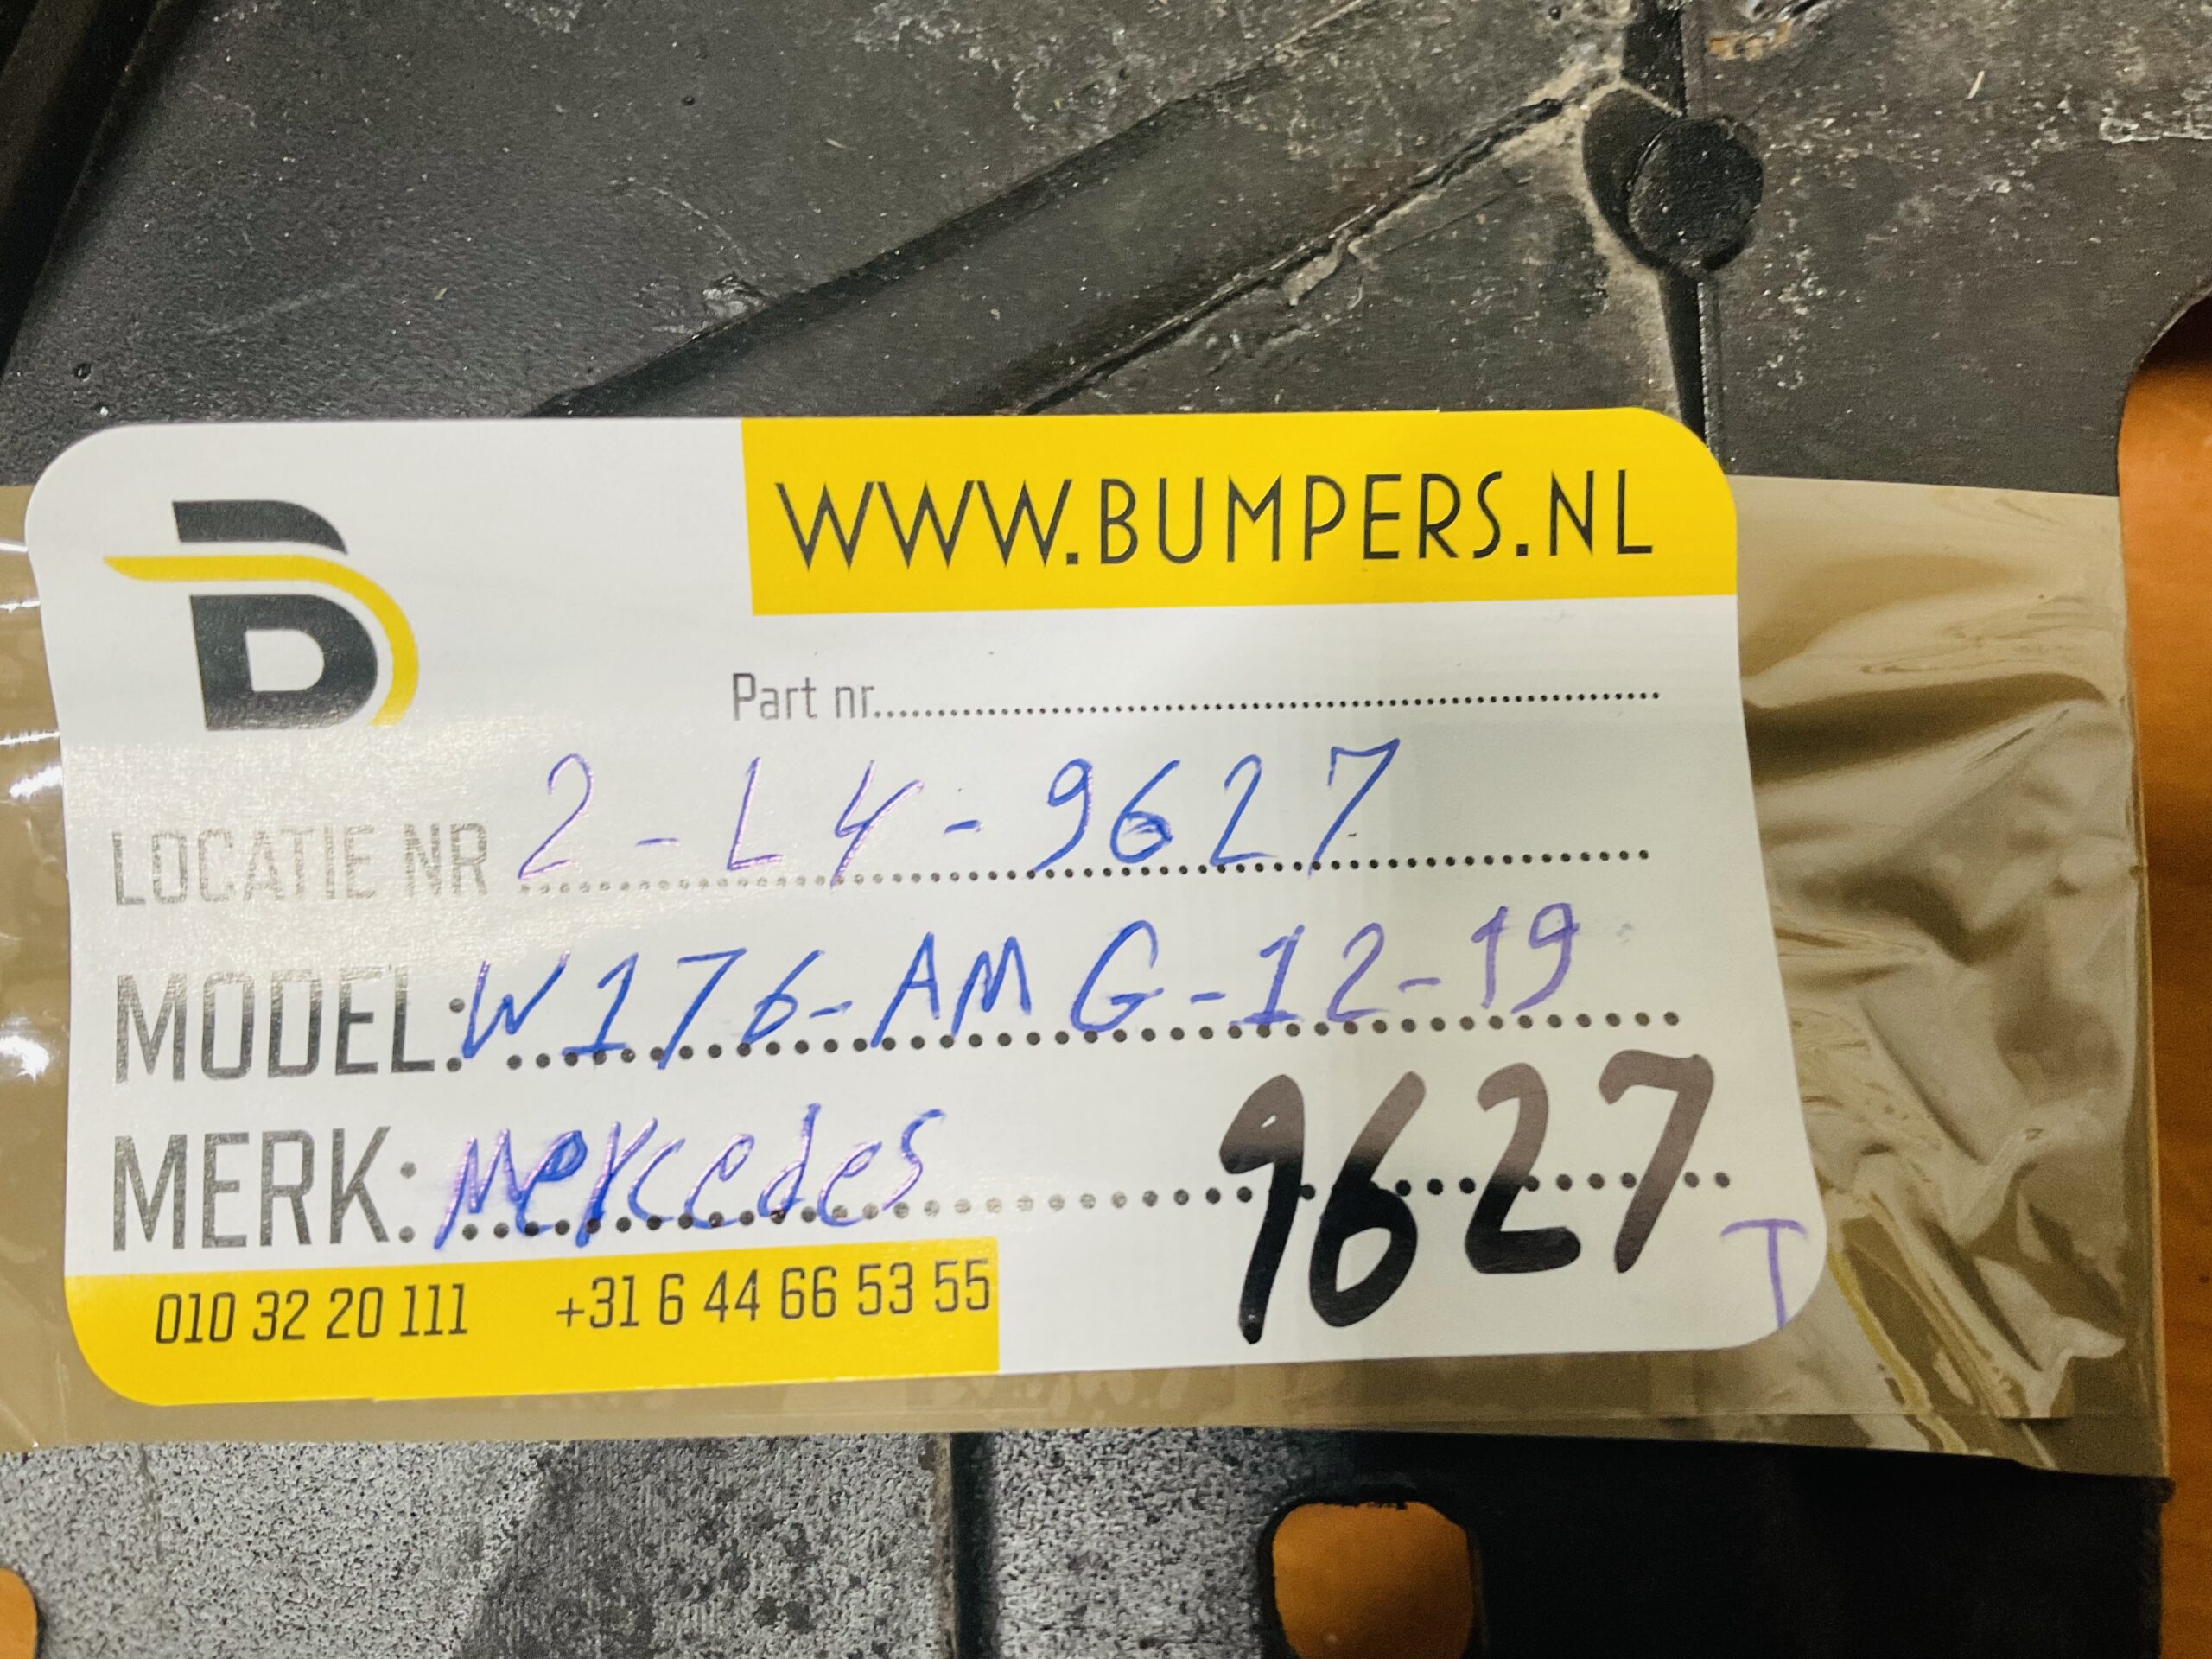 WWW.BUMPERS.NL
Part nr.
LOCATIE NR 2-L4-9627
MODEL: W176-AMG-12-19
MERK: Mercedes
9627
T
010 32 20 111 +31 6 44 66 53 55